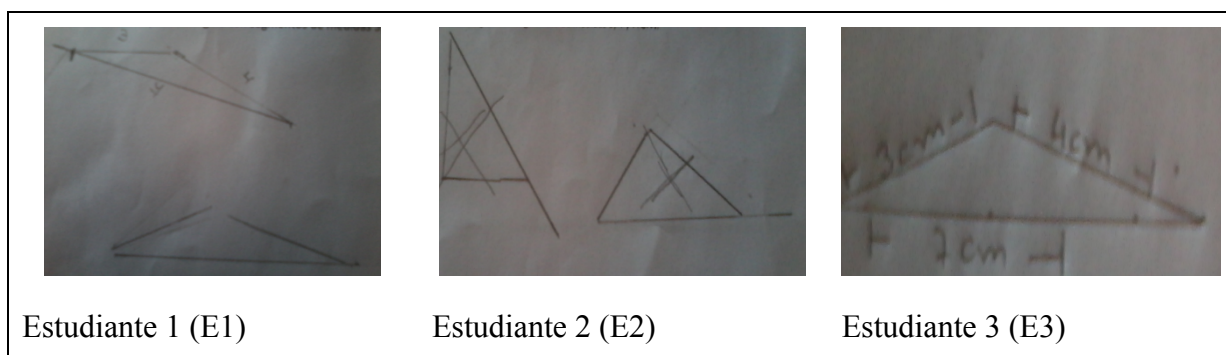 3cm
4cm
7cm
Estudiante 1 (E1)
Estudiante 2 (E2)
Estudiante 3 (E3)